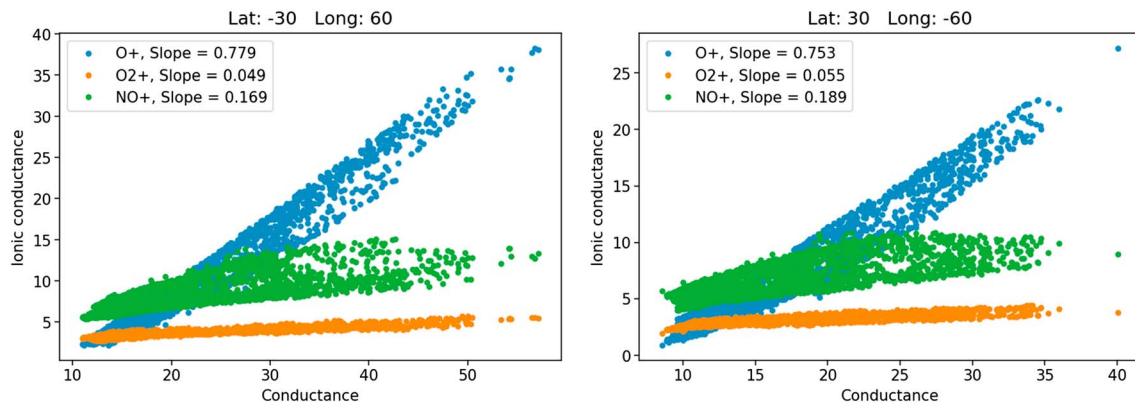 Lat: -30 Long: 60
O+, Slope = 0.779
O2+, Slope = 0.049
NO+, Slope = 0.169
Ionic conductance
40
35
30
25
20
15
10
5
10 20 30 40 50
Conductance
Lat: 30 Long: -60
O+, Slope = 0.753
O2+, Slope = 0.055
NO+, Slope = 0.189
Ionic conductance
25
20
15
10
5
0
10 15 20 25 30 35 40
Conductance